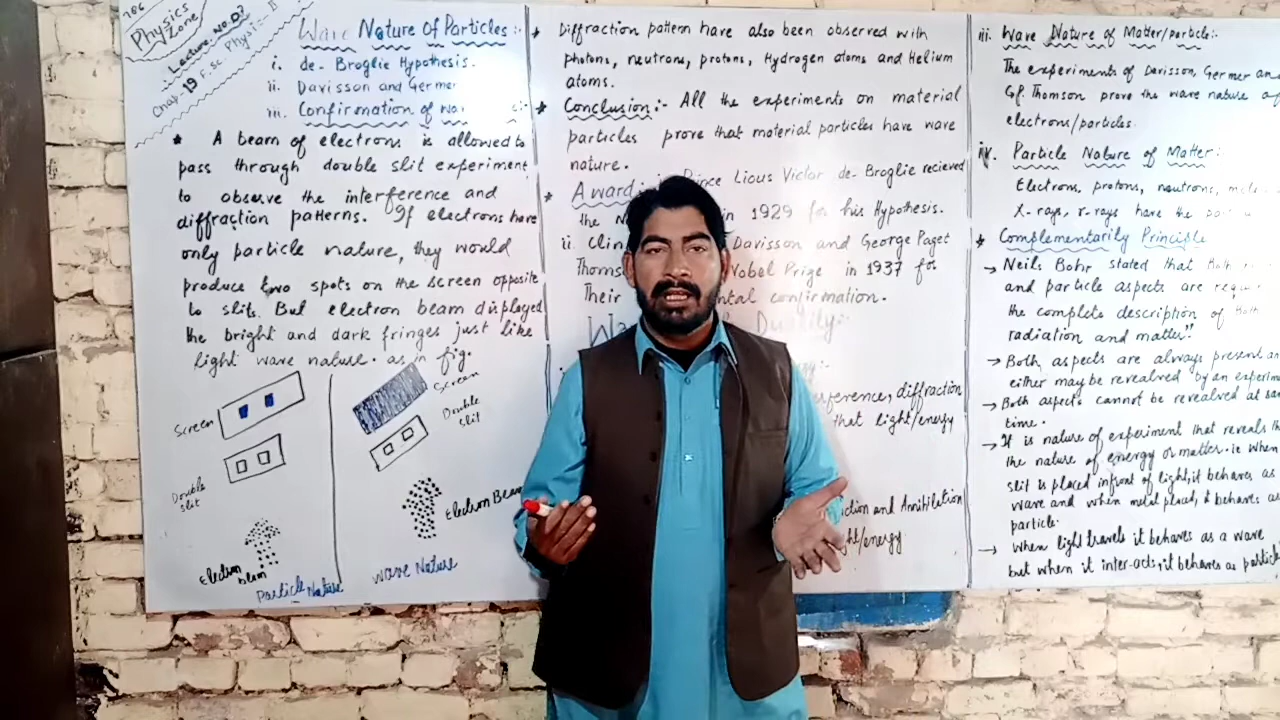 786
Physics
Zone
Lecture No. 07
Chap. 19 F.Sc Physics-II
Wave Nature of Particles:-
i. de-Broglie Hypothesis.
ii. Davisson and Germer
iii. Confirmation of
* A beam of electrons is allowed to
pass through double slit experiment
to observe the interference and
diffraction patterns. If electrons have
only particle nature, they would
produce two spots on the screen opposite
to slits. But electron beam displayed
the bright and dark fringes just like
light wave nature. as in fig.
Screen
Double
slit
Electron
beam
Particle Nature
Screen
Double
slit
Electron Beam
Wave Nature
* Diffraction pattern have also been observed with
photons, neutrons, protons, Hydrogen atoms and Helium
atoms.
* Conclusion:- All the experiments on material
particles prove that material particles have wave
nature.
* Award:- Prince Lious Victor de-Broglie recieved
the in 1929 for his Hypothesis.
ii. Davisson and George Paget
Nobel Prize in 1937 for
Their confirmation.
Duality:-
diffraction
that light/energy
and Annihilation
/energy
iii. Wave Nature of Matter/particle:-
The experiments of Davisson, Germer and
G.P. Thomson prove the wave nature of
electrons/particles.
iv. Particle Nature of Matter:-
Electrons, protons, neutrons,
X-rays, γ-rays have the
* Complementarily Principle
→ Neils Bohr stated that
and particle aspects are
the complete description of
radiation and matter"
→ Both aspects are always present
either may be revealved by an
→ Both aspects cannot be revealved at
time.
→ It is nature of experiment that reveals
the nature of energy or matter. ie When
slit is placed infront of light, it behaves as
wave and when metal placed, it behaves as
particle.
→ When light travels it behaves as a wave
but when it inter-acts, it behaves as particle